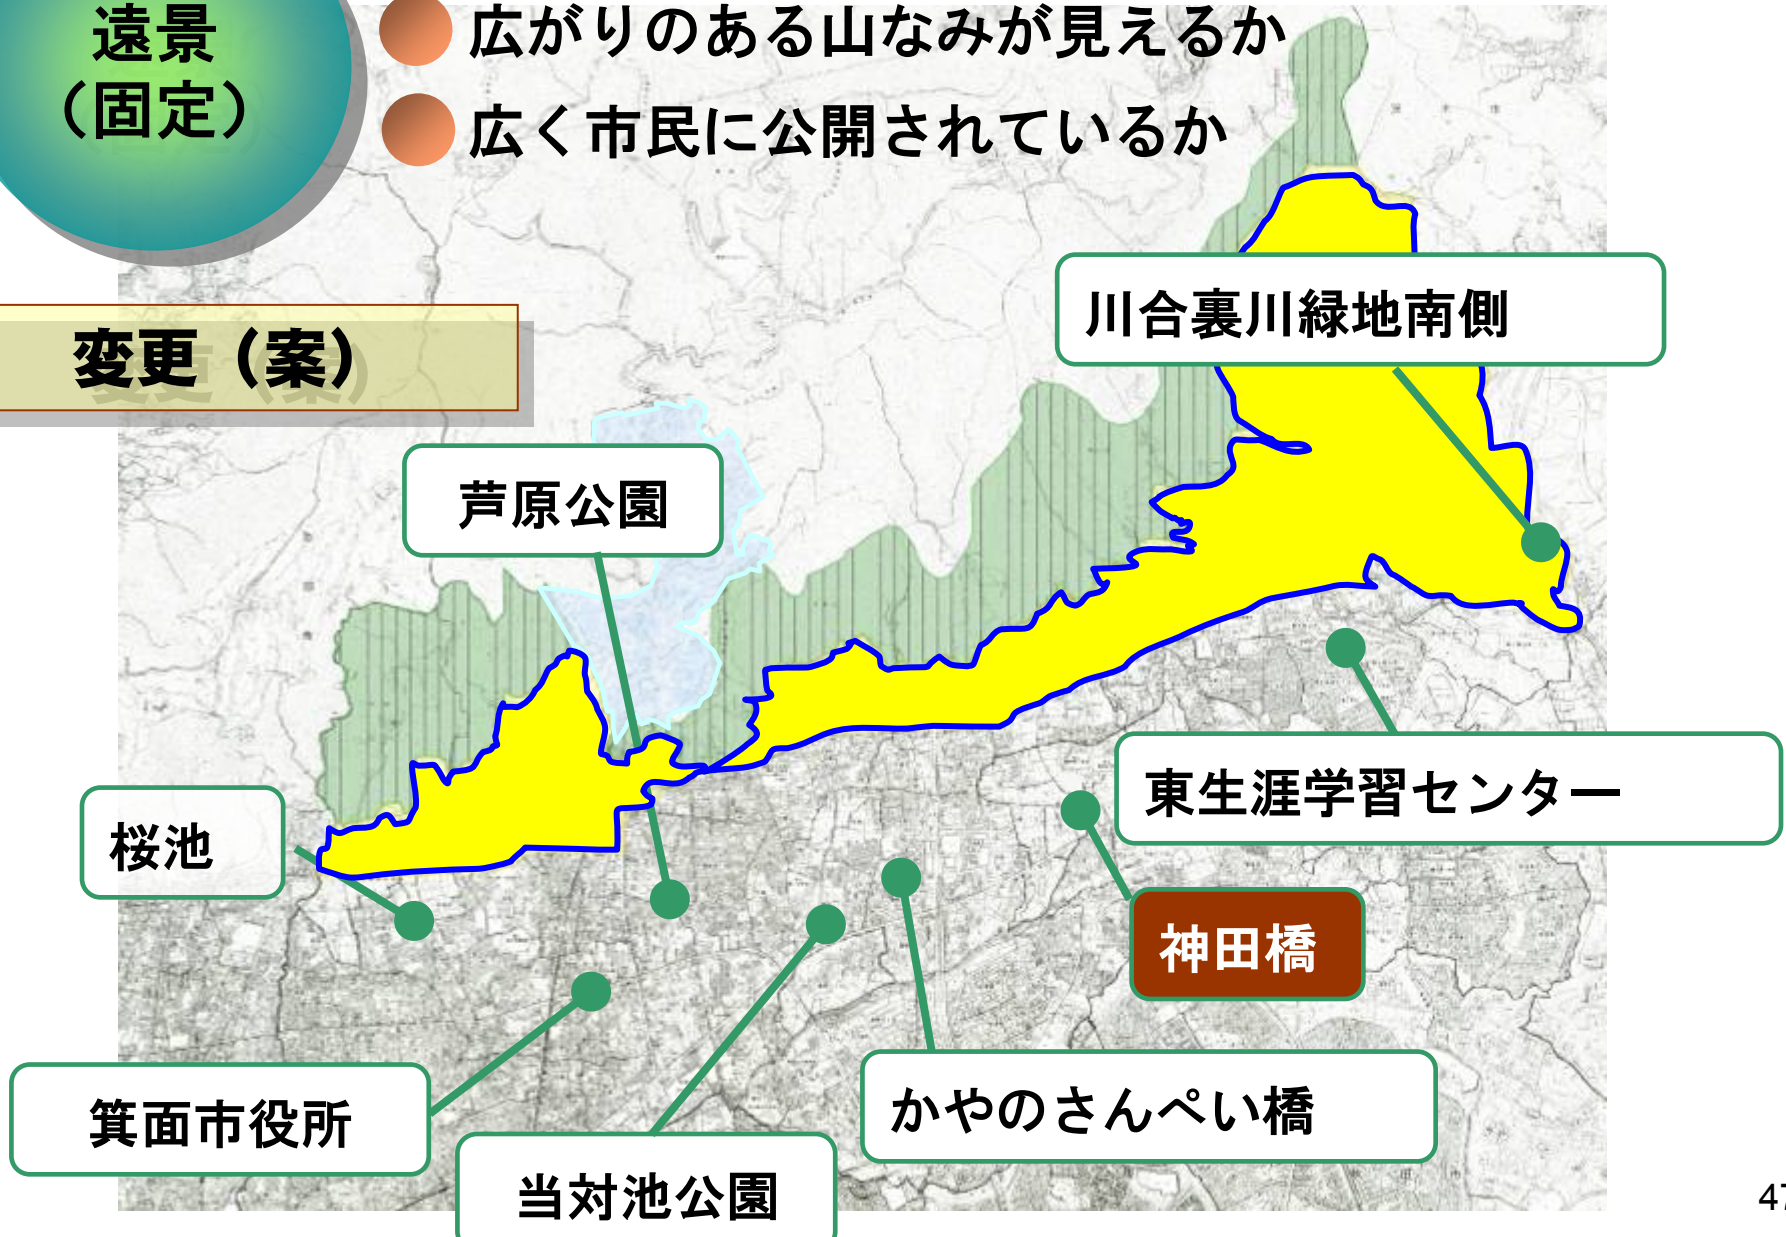 遠景
（固定）
広がりのある山なみが見えるか
広く市民に公開されているか
変更（案）
川合裏川緑地南側
芦原公園
東生涯学習センター
桜池
神田橋
かやのさんぺい橋
箕面市役所
当対池公園
47